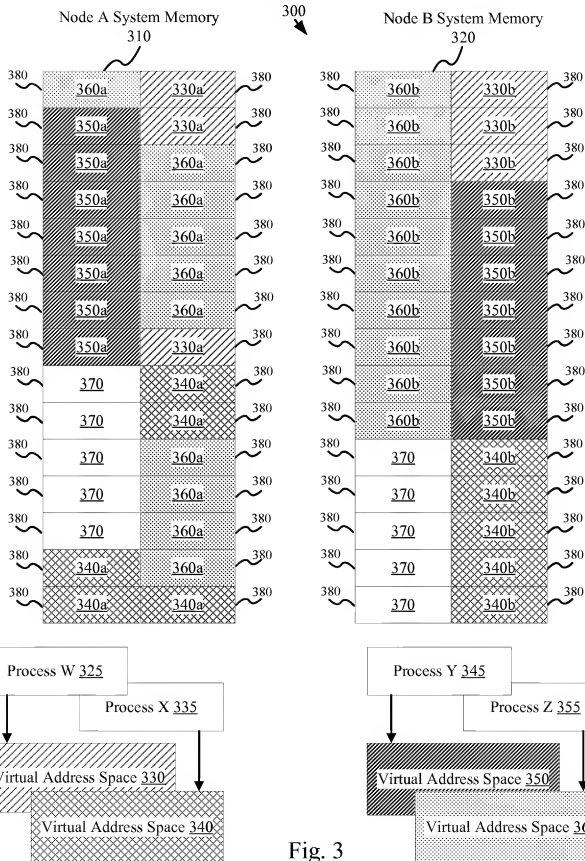 Node A System Memory 300 Node B System Memory
310 320
380 360a 330a 380 380 360b 330b 380
380 350a 330a 380 380 360b 330b 380
380 350a 360a 380 380 360b 330b 380
380 350a 360a 380 380 360b 350b 380
380 350a 360a 380 380 360b 350b 380
380 350a 360a 380 380 360b 350b 380
380 350a 360a 380 380 360b 350b 380
380 350a 330a 380 380 360b 350b 380
380 370 340a 380 380 360b 350b 380
380 370 340a 380 380 360b 350b 380
380 370 360a 380 380 370 340b 380
380 370 360a 380 380 370 340b 380
380 370 360a 380 380 370 340b 380
380 340a 360a 380 380 370 340b 380
380 340a 340a 380 380 370 340b 380
Process W 325 Process Y 345
Process X 335 Process Z 355
Virtual Address Space 330 Virtual Address Space 350
Virtual Address Space 340 Virtual Address Space
Fig. 3